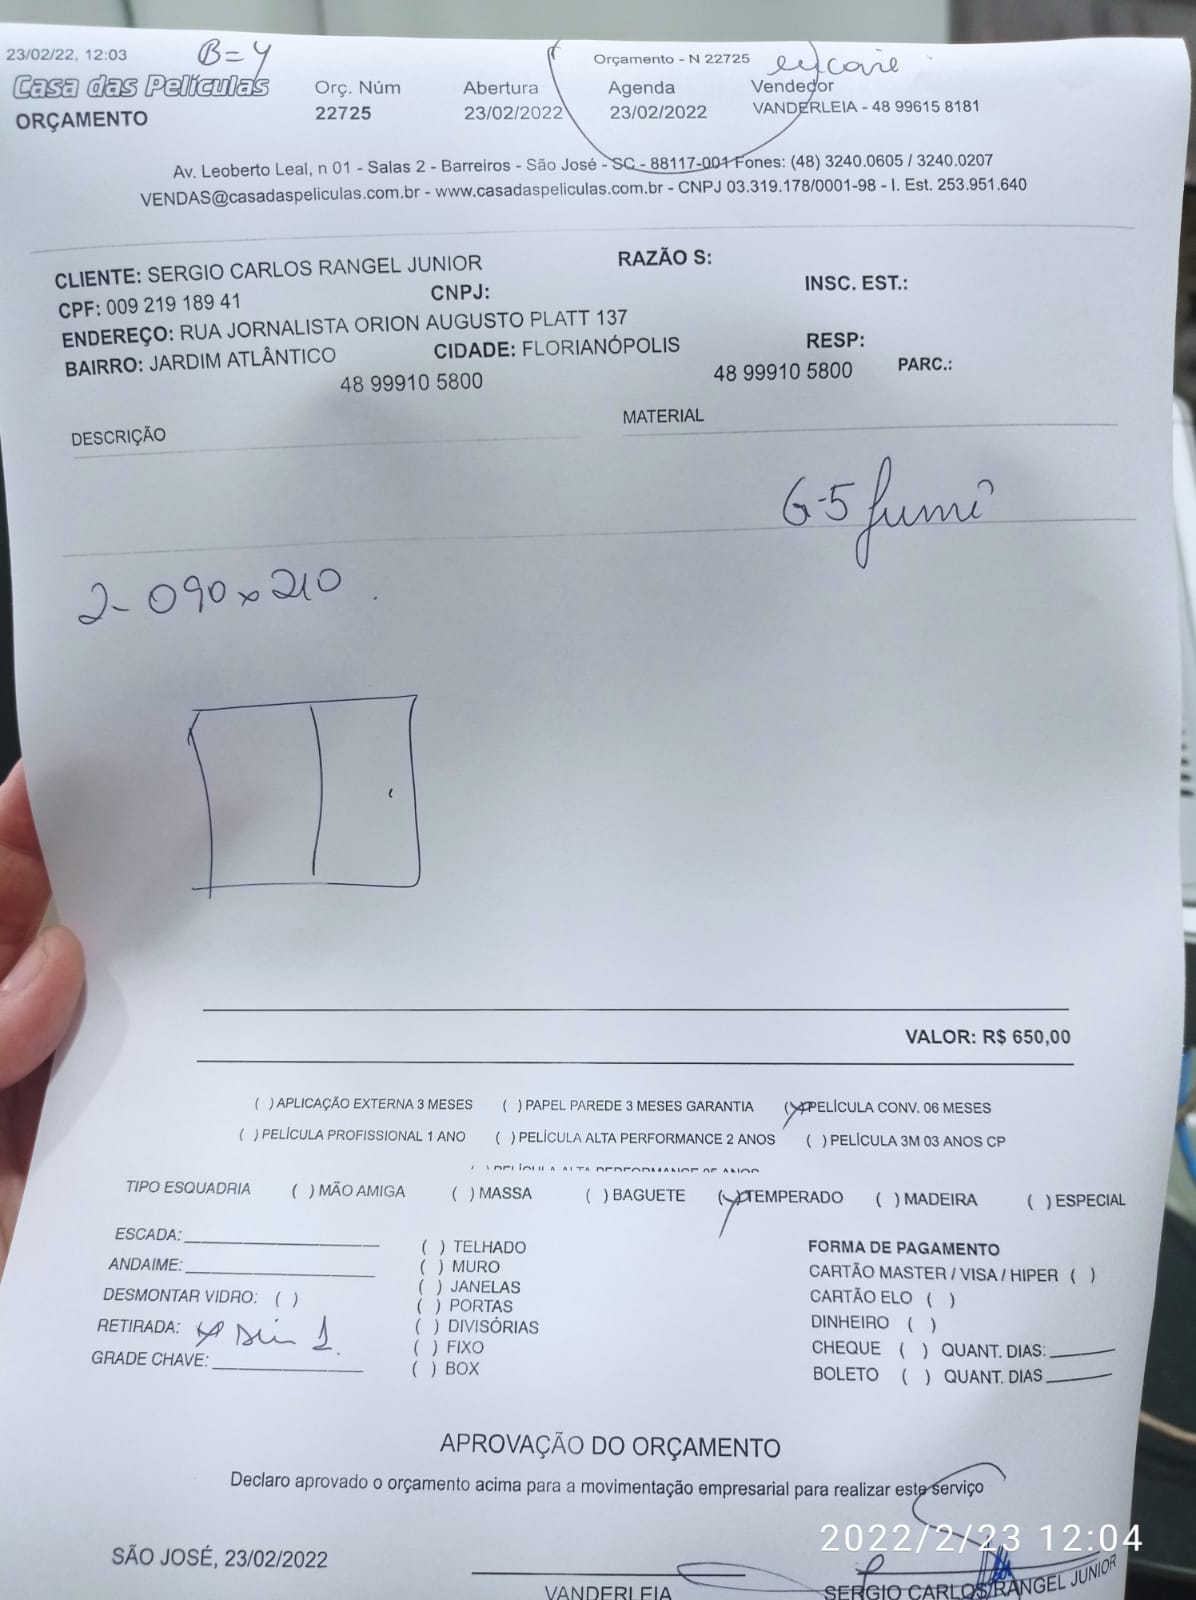 23/02/22, 12:03
B=4
Orçamento - N 22725
Casa das Películas
ORÇAMENTO
Orç. Núm
22725
Abertura
23/02/2022
Agenda
23/02/2022
Vendedor
VANDERLEIA - 48 99615 8181
Av. Leoberto Leal, n 01 - Salas 2 - Barreiros - São José - SC - 88117-001 Fones: (48) 3240.0605 / 3240.0207
VENDAS@casadaspeliculas.com.br - www.casadaspeliculas.com.br - CNPJ 03.319.178/0001-98 - I. Est. 253.951.640
CLIENTE: SERGIO CARLOS RANGEL JUNIOR RAZÃO S:
CPF: 009 219 189 41 CNPJ: INSC. EST.:
ENDEREÇO: RUA JORNALISTA ORION AUGUSTO PLATT 137
BAIRRO: JARDIM ATLÂNTICO CIDADE: FLORIANÓPOLIS RESP:
48 99910 5800 48 99910 5800 PARC.:
DESCRIÇÃO MATERIAL
G-5 fumê
2- 090x210
VALOR: R$ 650,00
( ) APLICAÇÃO EXTERNA 3 MESES ( ) PAPEL PAREDE 3 MESES GARANTIA (x) PELÍCULA CONV. 06 MESES
( ) PELÍCULA PROFISSIONAL 1 ANO ( ) PELÍCULA ALTA PERFORMANCE 2 ANOS ( ) PELÍCULA 3M 03 ANOS CP
( ) PELÍCULA ALTA PERFORMANCE 05 ANOS
TIPO ESQUADRIA ( ) MÃO AMIGA ( ) MASSA ( ) BAGUETE (x) TEMPERADO ( ) MADEIRA ( ) ESPECIAL
ESCADA:
ANDAIME:
DESMONTAR VIDRO: ( )
RETIRADA: x Sim 1.
GRADE CHAVE:
( ) TELHADO
( ) MURO
( ) JANELAS
( ) PORTAS
( ) DIVISÓRIAS
( ) FIXO
( ) BOX
FORMA DE PAGAMENTO
CARTÃO MASTER / VISA / HIPER ( )
CARTÃO ELO ( )
DINHEIRO ( )
CHEQUE ( ) QUANT. DIAS:
BOLETO ( ) QUANT. DIAS
APROVAÇÃO DO ORÇAMENTO
Declaro aprovado o orçamento acima para a movimentação empresarial para realizar este serviço
2022/2/23 12:04
SÃO JOSÉ, 23/02/2022
VANDERLEIA
SERGIO CARLOS RANGEL JUNIOR